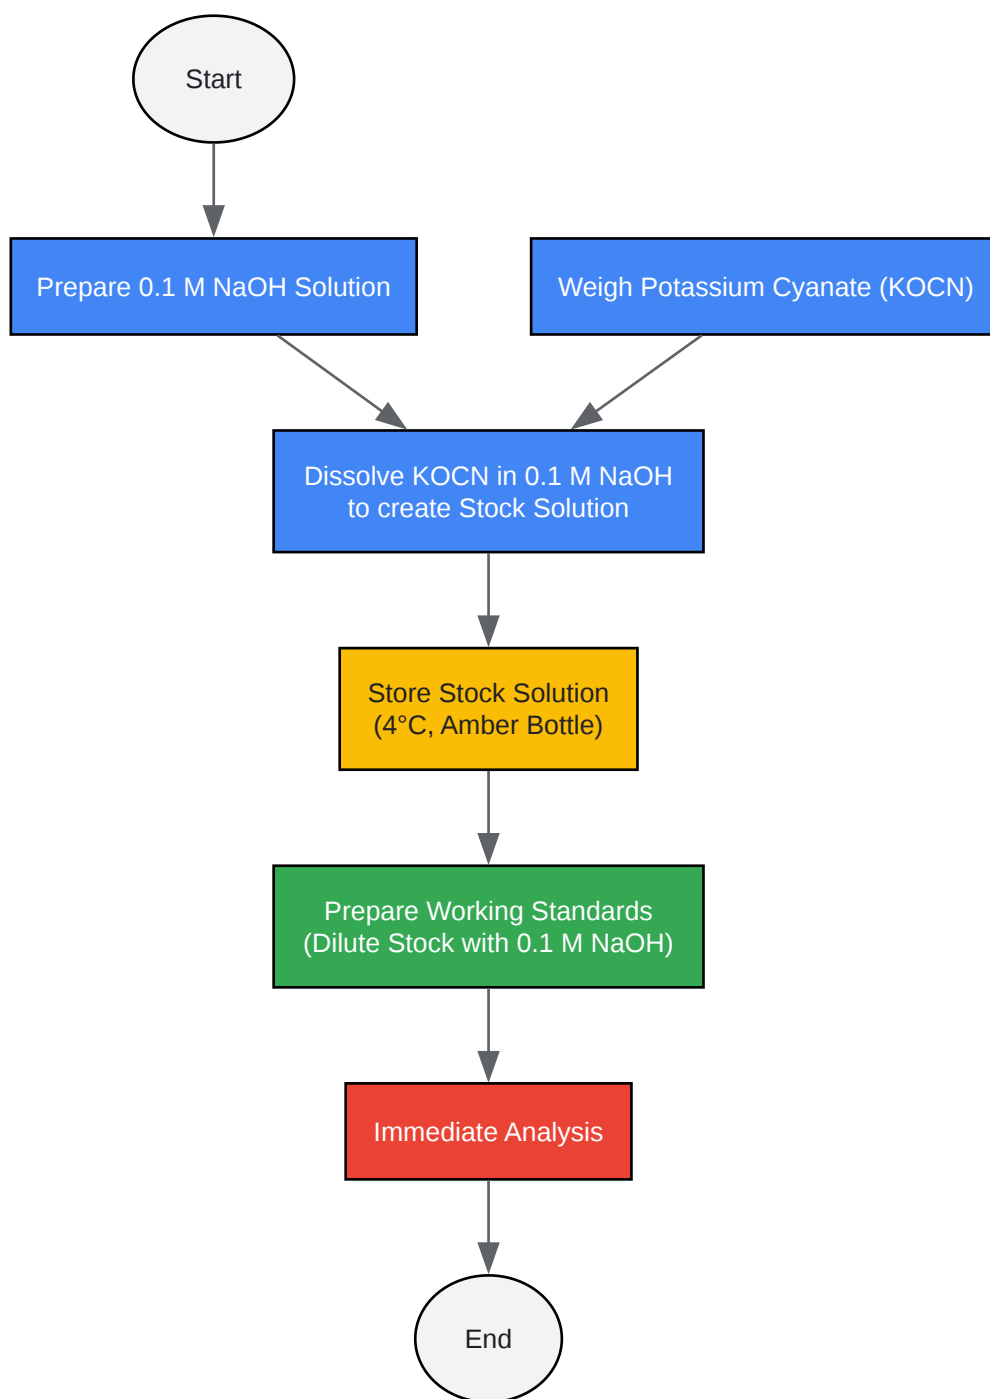 Start
Prepare 0.1 M NaOH Solution
Weigh Potassium Cyanate (KOCN)
Dissolve KOCN in 0.1 M NaOH
to create Stock Solution
Store Stock Solution
(4°C, Amber Bottle)
Prepare Working Standards
(Dilute Stock with 0.1 M NaOH)
Immediate Analysis
End